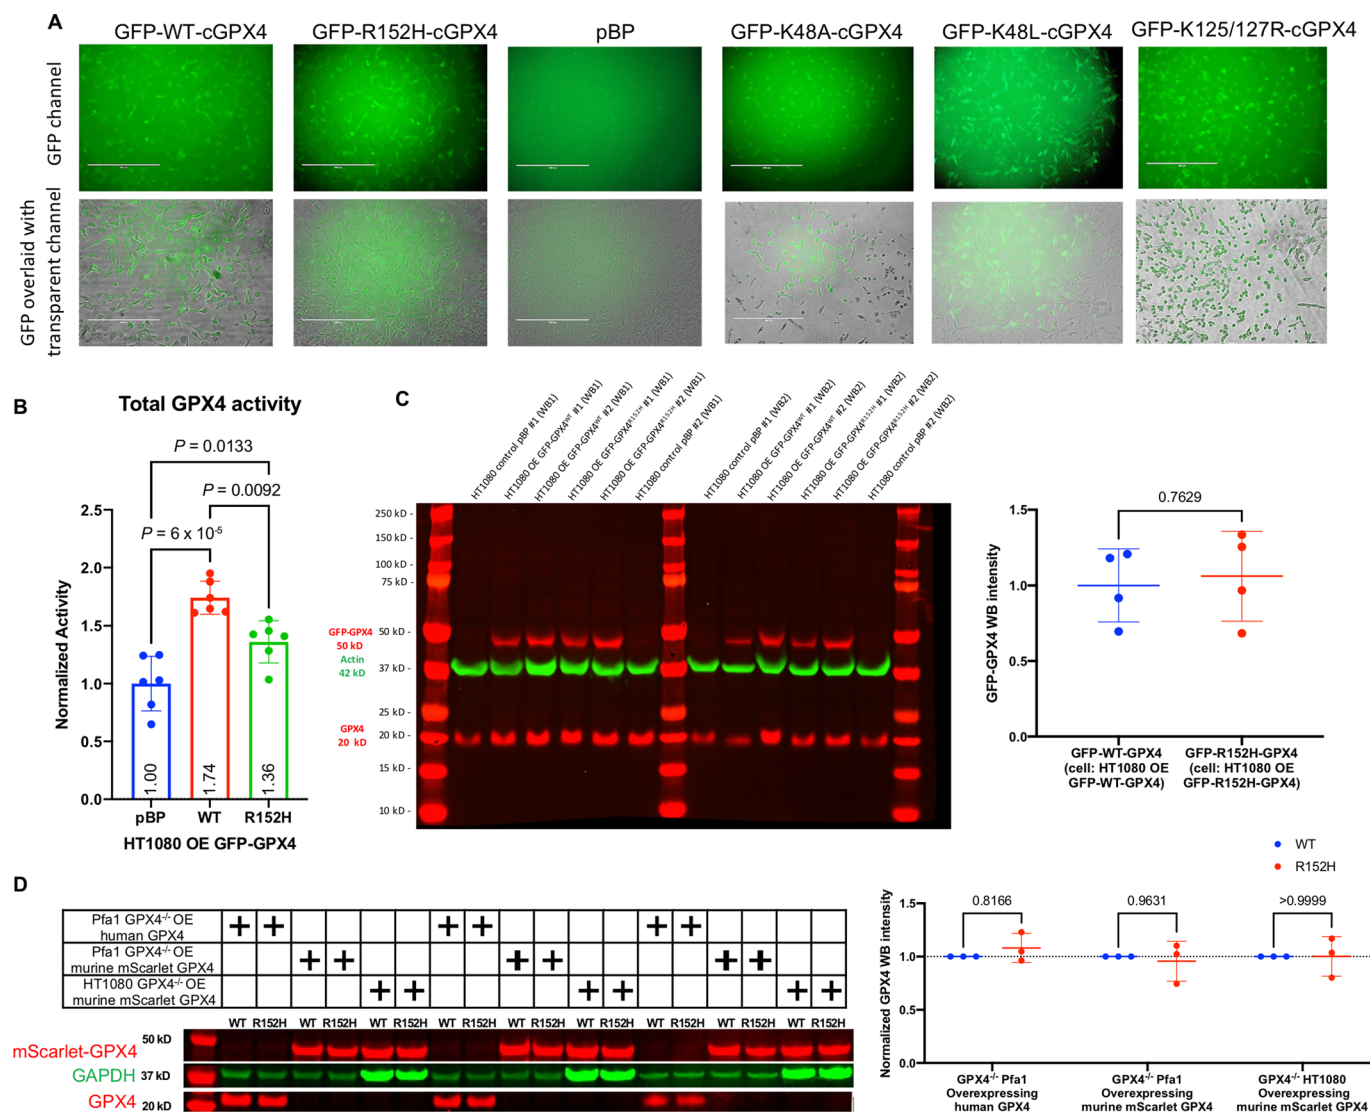 A
GFP-WT-cGPX4
GFP-R152H-cGPX4
pBP
GFP-K48A-cGPX4
GFP-K48L-cGPX4
GFP-K125/127R-cGPX4
GFP channel
GFP overlaid with
transparent channel
B
Total GPX4 activity
P = 0.0133
P = 0.0092
P = 6 x 10-5
Normalized Activity
2.5
2.0
1.5
1.0
0.5
0.0
1.00
1.74
1.36
pBP
WT
R152H
HT1080 OE GFP-GPX4
C
HT1080 control pBP #1 (WB1)
HT1080 OE GFP-GPX4WT #1 (WB1)
HT1080 OE GFP-GPX4WT #2 (WB1)
HT1080 OE GFP-GPX4R152H #1 (WB1)
HT1080 OE GFP-GPX4R152H #2 (WB1)
HT1080 control pBP #2 (WB1)
HT1080 control pBP #1 (WB2)
HT1080 OE GFP-GPX4WT #1 (WB2)
HT1080 OE GFP-GPX4WT #2 (WB2)
HT1080 OE GFP-GPX4R152H #1 (WB2)
HT1080 OE GFP-GPX4R152H #2 (WB2)
HT1080 control pBP #2 (WB2)
250 kD -
150 kD -
100 kD -
75 kD -
50 kD -
37 kD -
25 kD -
20 kD -
15 kD -
10 kD -
GFP-GPX4
50 kD
Actin
42 kD
GPX4
20 kD
GFP-GPX4 WB intensity
1.5
1.0
0.5
0.0
0.7629
GFP-WT-GPX4
(cell: HT1080 OE
GFP-WT-GPX4)
GFP-R152H-GPX4
(cell: HT1080 OE
GFP-R152H-GPX4)
D
Pfa1 GPX4-/- OE
human GPX4
+ + + + + +
Pfa1 GPX4-/- OE
murine mScarlet GPX4
+ + + + + +
HT1080 GPX4-/- OE
murine mScarlet GPX4
+ + + + + +
WT R152H WT R152H WT R152H WT R152H WT R152H WT R152H WT R152H WT R152H WT R152H
mScarlet-GPX4
50 kD
GAPDH
37 kD
GPX4
20 kD
WT
R152H
Normalized GPX4 WB intensity
1.5
1.0
0.5
0.0
0.8166
0.9631
>0.9999
GPX4-/- Pfa1
Overexpressing
human GPX4
GPX4-/- Pfa1
Overexpressing
murine mScarlet GPX4
GPX4-/- HT1080
Overexpressing
murine mScarlet GPX4